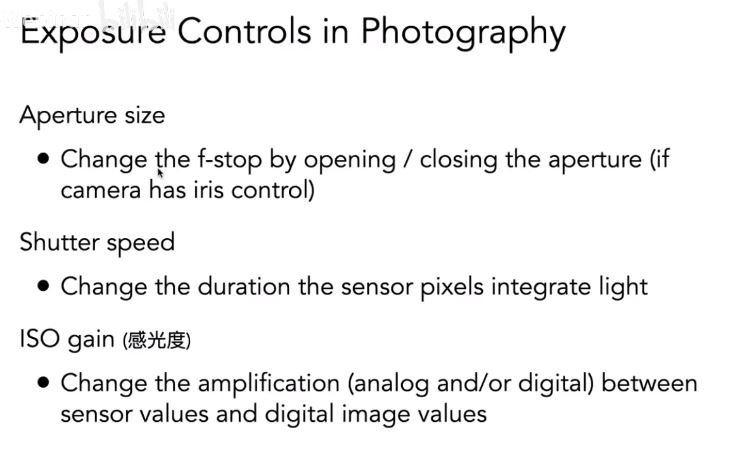 Exposure Controls in Photography
Aperture size
• Change the f-stop by opening / closing the aperture (if
camera has iris control)
Shutter speed
• Change the duration the sensor pixels integrate light
ISO gain (感光度)
• Change the amplification (analog and/or digital) between
sensor values and digital image values